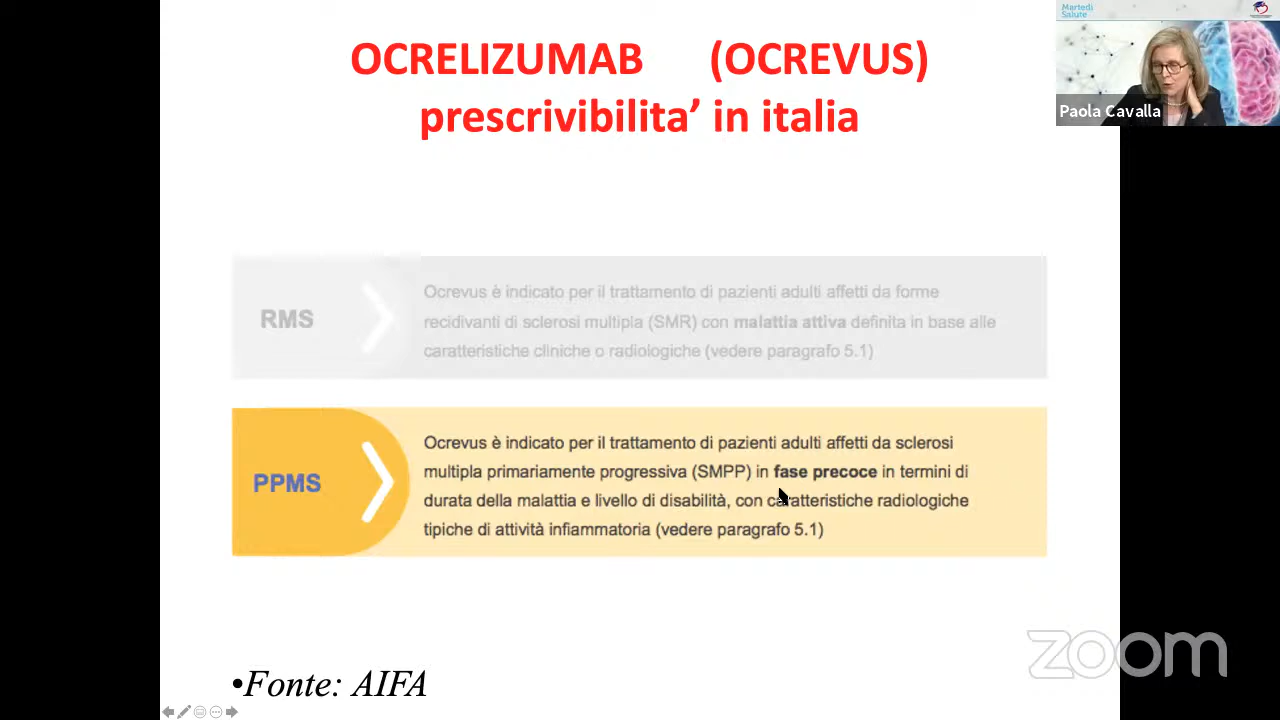 Martedì
Salute
Paola Cavalla
OCRELIZUMAB (OCREVUS)
prescrivibilita’ in italia
RMS
Ocrevus è indicato per il trattamento di pazienti adulti affetti da forme
recidivanti di sclerosi multipla (SMR) con malattia attiva definita in base alle
caratteristiche cliniche o radiologiche (vedere paragrafo 5.1)
PPMS
Ocrevus è indicato per il trattamento di pazienti adulti affetti da sclerosi
multipla primariamente progressiva (SMPP) in fase precoce in termini di
durata della malattia e livello di disabilità, con caratteristiche radiologiche
tipiche di attività infiammatoria (vedere paragrafo 5.1)
•Fonte: AIFA
zoom